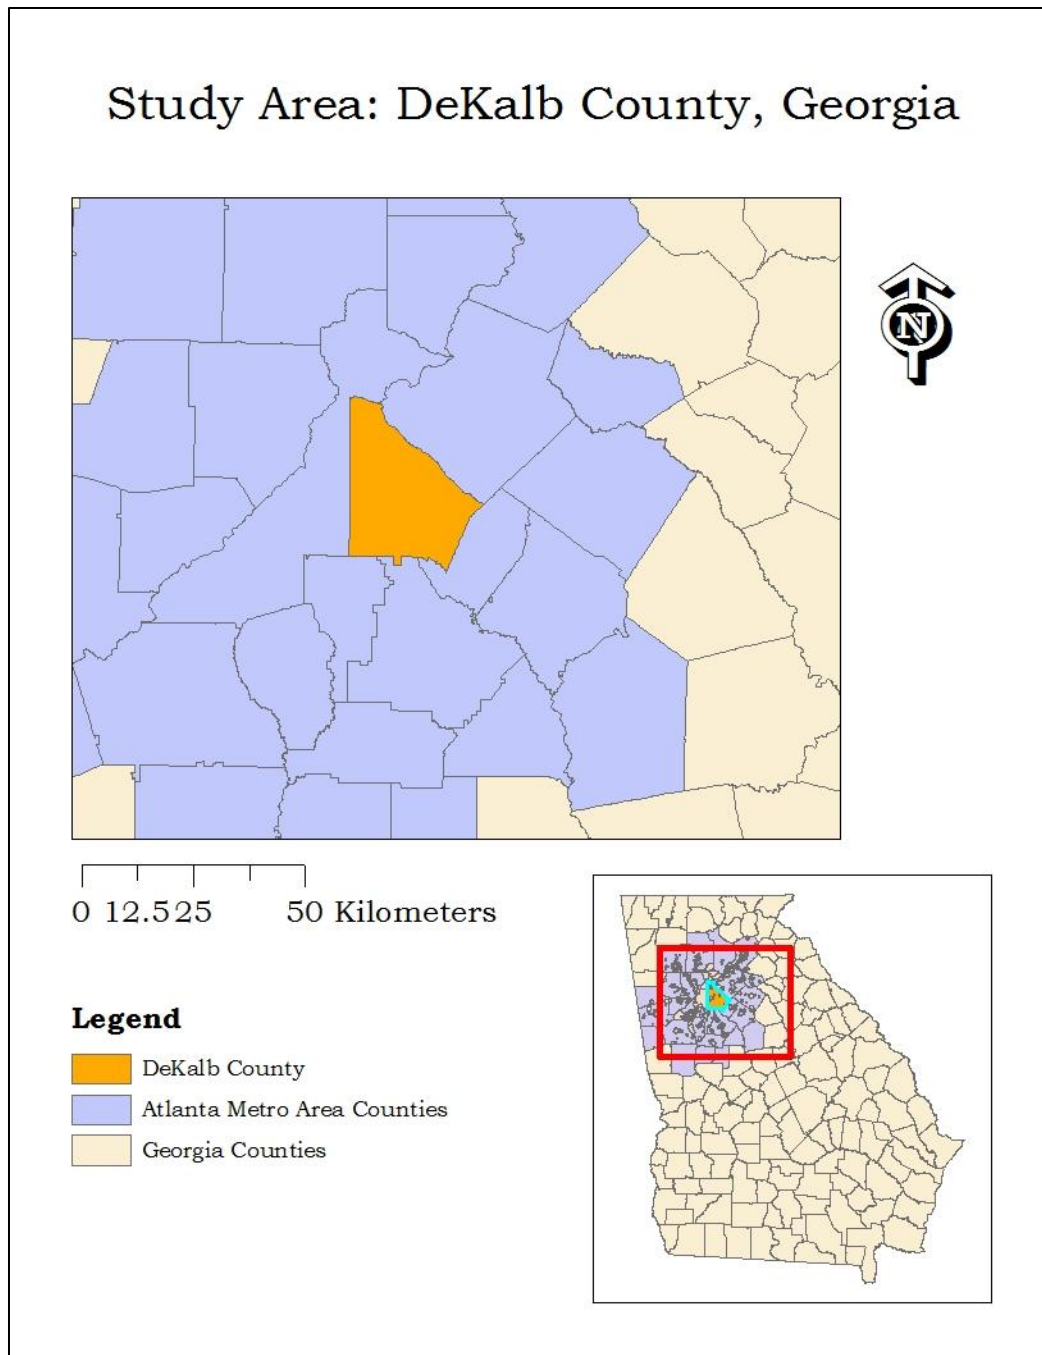 Study Area: DeKalb County, Georgia
N
0 12.525 50 Kilometers
Legend
DeKalb County
Atlanta Metro Area Counties
Georgia Counties